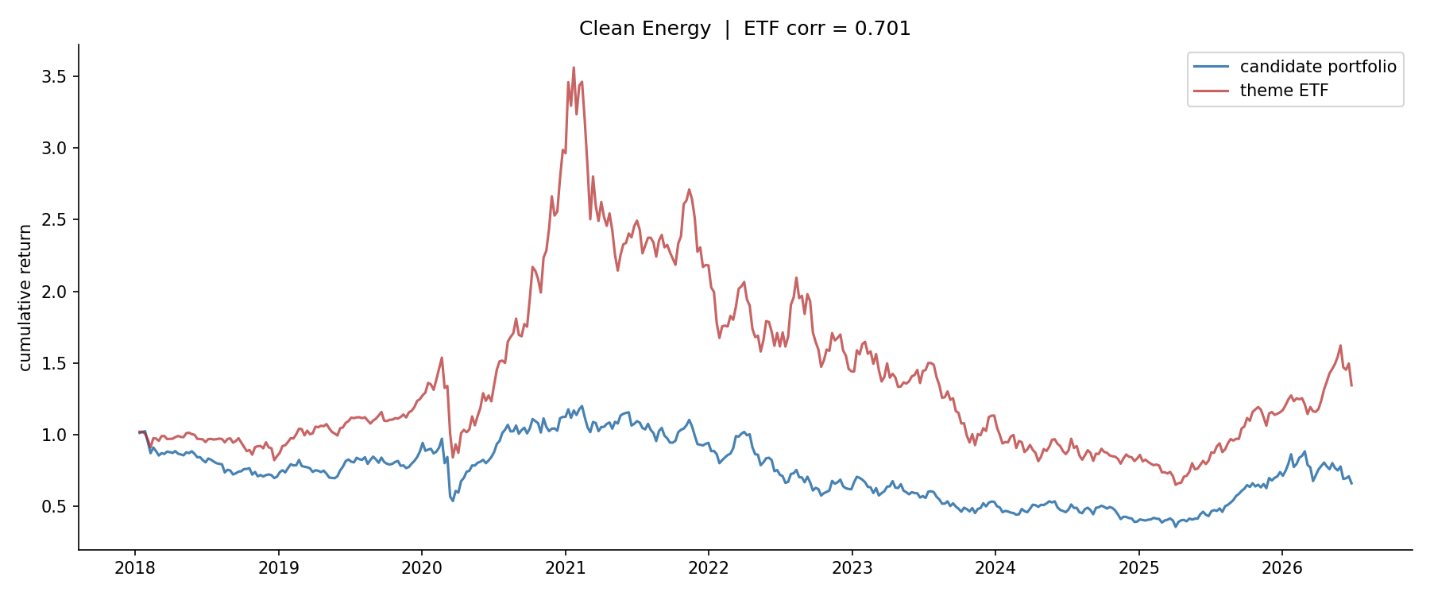 Clean Energy | ETF corr = 0.701
candidate portfolio
theme ETF
cumulative return
3.5
3.0
2.5
2.0
1.5
1.0
0.5
2018 2019 2020 2021 2022 2023 2024 2025 2026